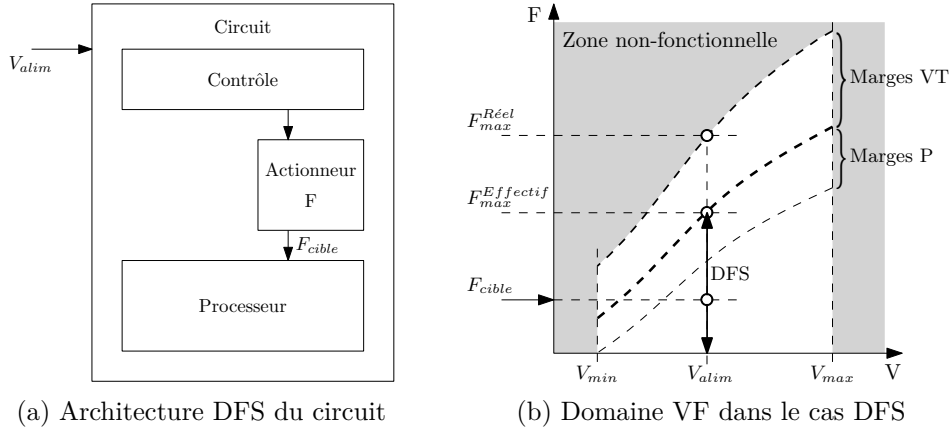 Circuit
V_alim
Contrôle
Actionneur
F
F_cible
Processeur
(a) Architecture DFS du circuit
F
Zone non-fonctionnelle
Marges VT
F_max^Réel
Marges P
F_max^Effectif
DFS
F_cible
V_min
V_alim
V_max
V
(b) Domaine VF dans le cas DFS